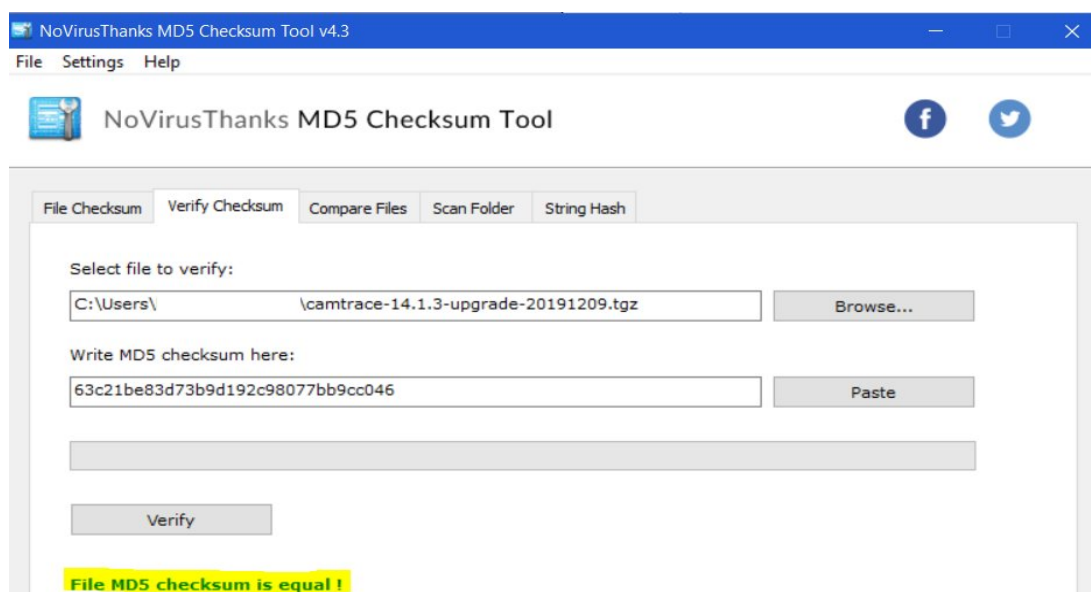 NoVirusThanks MD5 Checksum Tool v4.3
File Settings Help
NoVirusThanks MD5 Checksum Tool
File Checksum Verify Checksum Compare Files Scan Folder String Hash
Select file to verify:
C:\Users\ \camtrace-14.1.3-upgrade-20191209.tgz Browse...
Write MD5 checksum here:
63c21be83d73b9d192c98077bb9cc046 Paste
Verify
File MD5 checksum is equal !